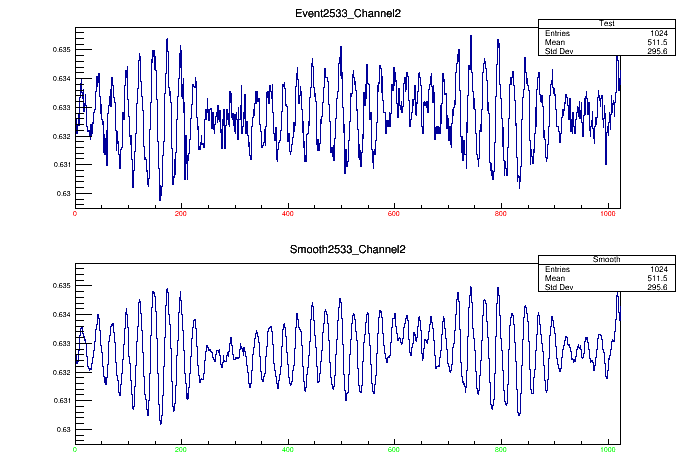 Event2533_Channel2
Test
Entries 1024
Mean 511.5
Std Dev 295.6
0.635
0.634
0.633
0.632
0.631
0.63
0 200 400 600 800 1000
Smooth2533_Channel2
Smooth
Entries 1024
Mean 511.5
Std Dev 295.6
0.635
0.634
0.633
0.632
0.631
0.63
0 200 400 600 800 1000